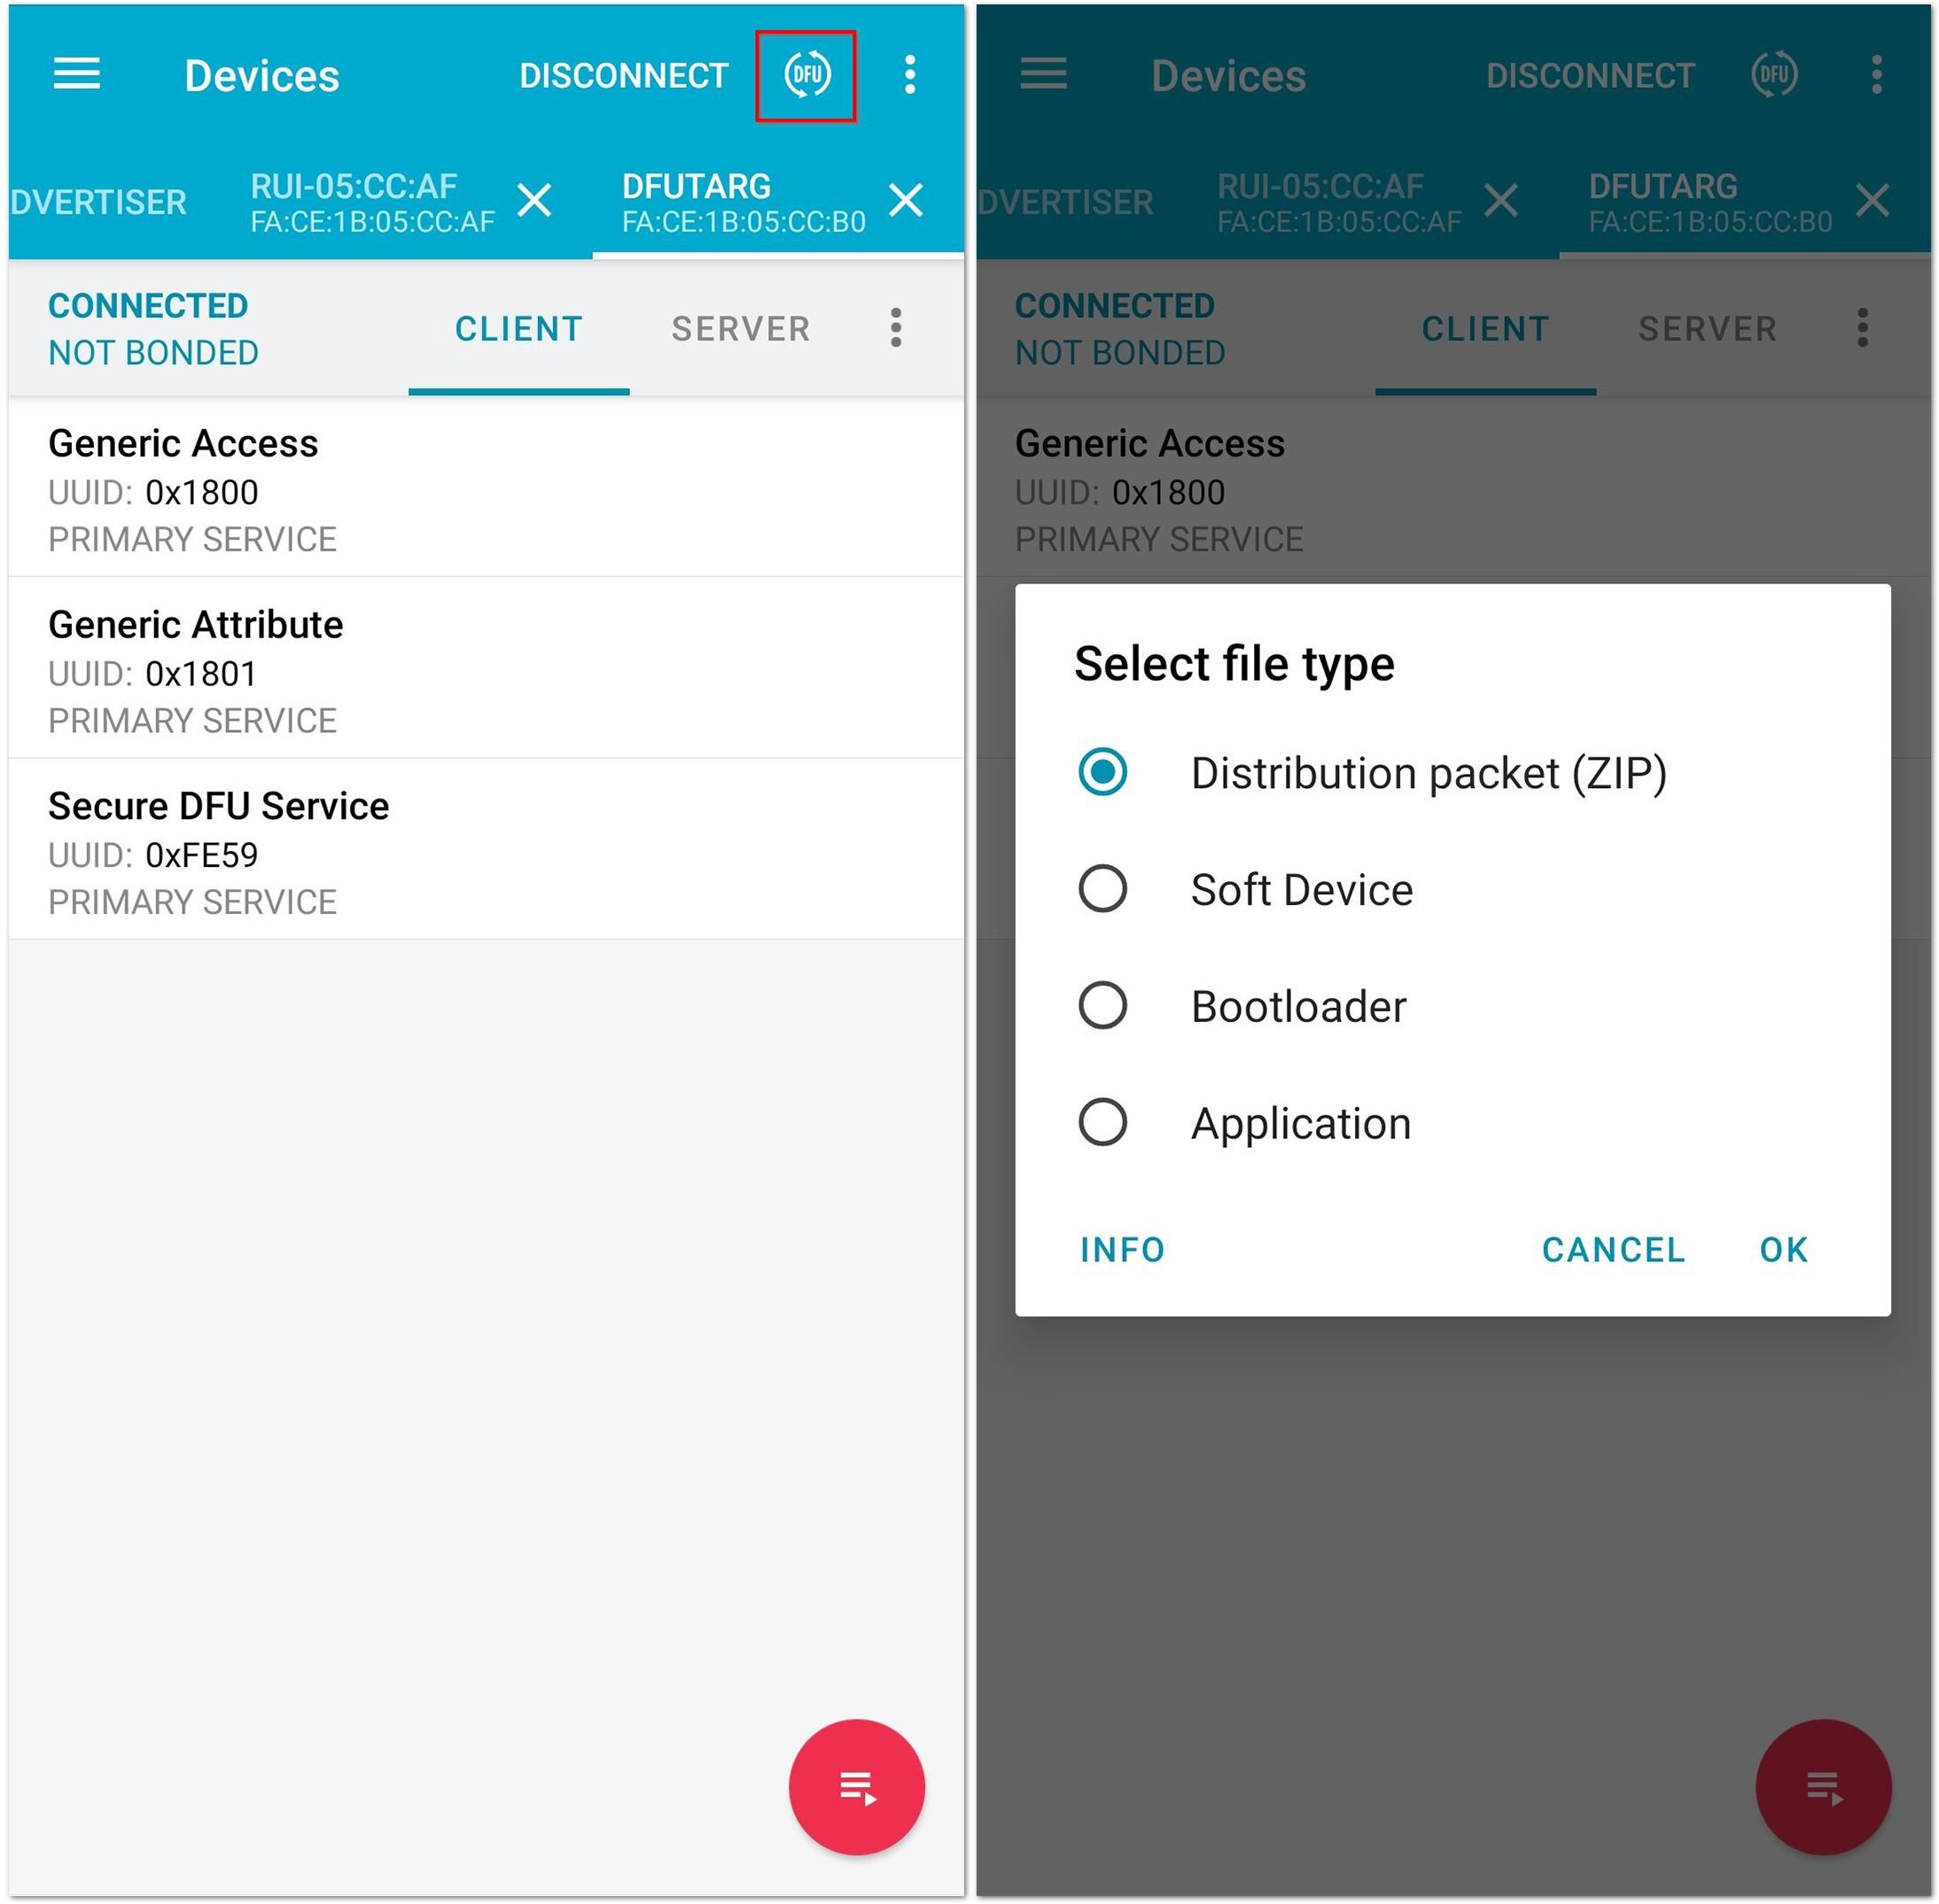 Devices
DISCONNECT
DFU
DVERTISER
RUI-05:CC:AF
FA:CE:1B:05:CC:AF
DFUTARG
FA:CE:1B:05:CC:B0
CONNECTED
NOT BONDED
CLIENT
SERVER
Generic Access
UUID: 0x1800
PRIMARY SERVICE
Generic Attribute
UUID: 0x1801
PRIMARY SERVICE
Secure DFU Service
UUID: 0xFE59
PRIMARY SERVICE
Devices
DISCONNECT
DFU
DVERTISER
RUI-05:CC:AF
FA:CE:1B:05:CC:AF
DFUTARG
FA:CE:1B:05:CC:B0
CONNECTED
NOT BONDED
CLIENT
SERVER
Generic Access
UUID: 0x1800
PRIMARY SERVICE
Select file type
Distribution packet (ZIP)
Soft Device
Bootloader
Application
INFO
CANCEL
OK